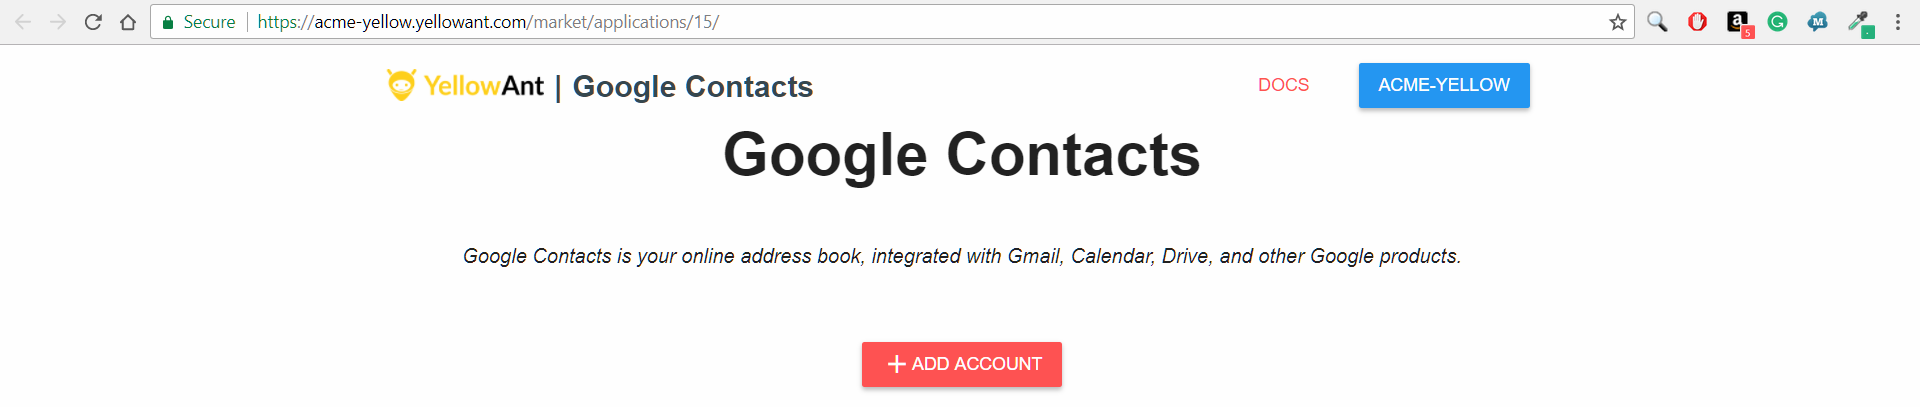 Secure https://acme-yellow.yellowant.com/market/applications/15/
a 5 G M
YellowAnt | Google Contacts DOCS ACME-YELLOW
Google Contacts
Google Contacts is your online address book, integrated with Gmail, Calendar, Drive, and other Google products.
+ ADD ACCOUNT